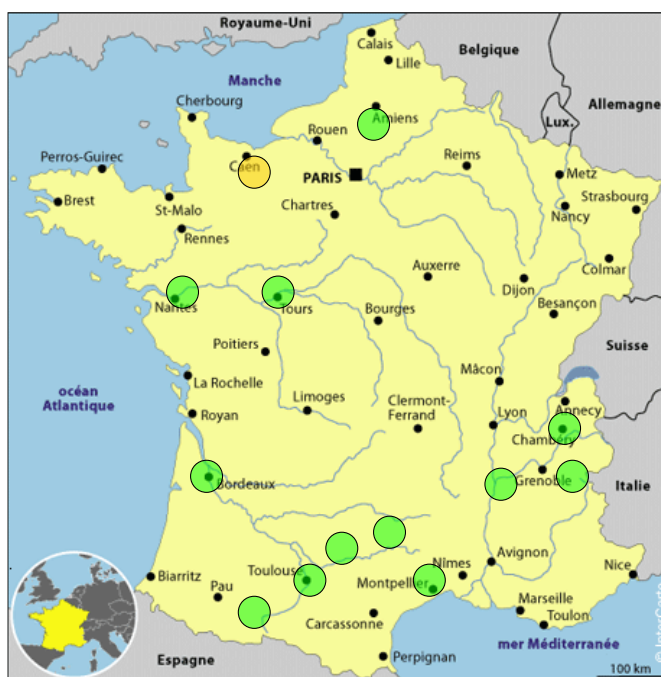 Royaume-Uni
Calais
Belgique
Lille
Manche
Allemagne
Cherbourg
Amiens
Lux.
Rouen
Reims
Perros-Guirec
Caen
PARIS
Metz
Brest
St-Malo
Chartres
Strasbourg
Nancy
Rennes
Auxerre
Colmar
Dijon
Nantes
Tours
Bourges
Besançon
Suisse
Poitiers
Mâcon
La Rochelle
océan
Atlantique
Limoges
Clermont-
Ferrand
Annecy
Royan
Lyon
Chambéry
Bordeaux
Grenoble
Italie
Avignon
Biarritz
Toulouse
Nîmes
Nice
Pau
Montpellier
Marseille
Carcassonne
Toulon
mer Méditerranée
Espagne
Perpignan
100 km